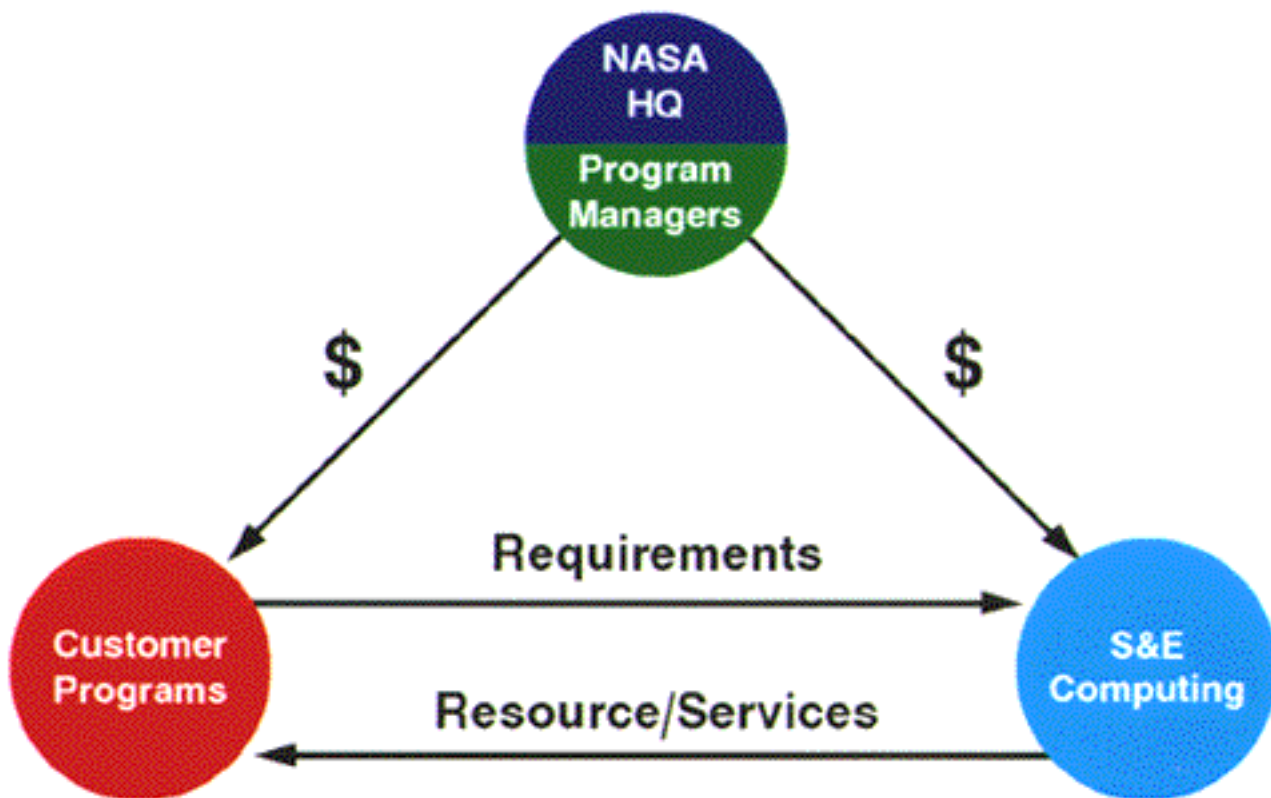 NASA
HQ
Program
Managers
$
$
Requirements
Customer
Programs
S&E
Computing
Resource/Services